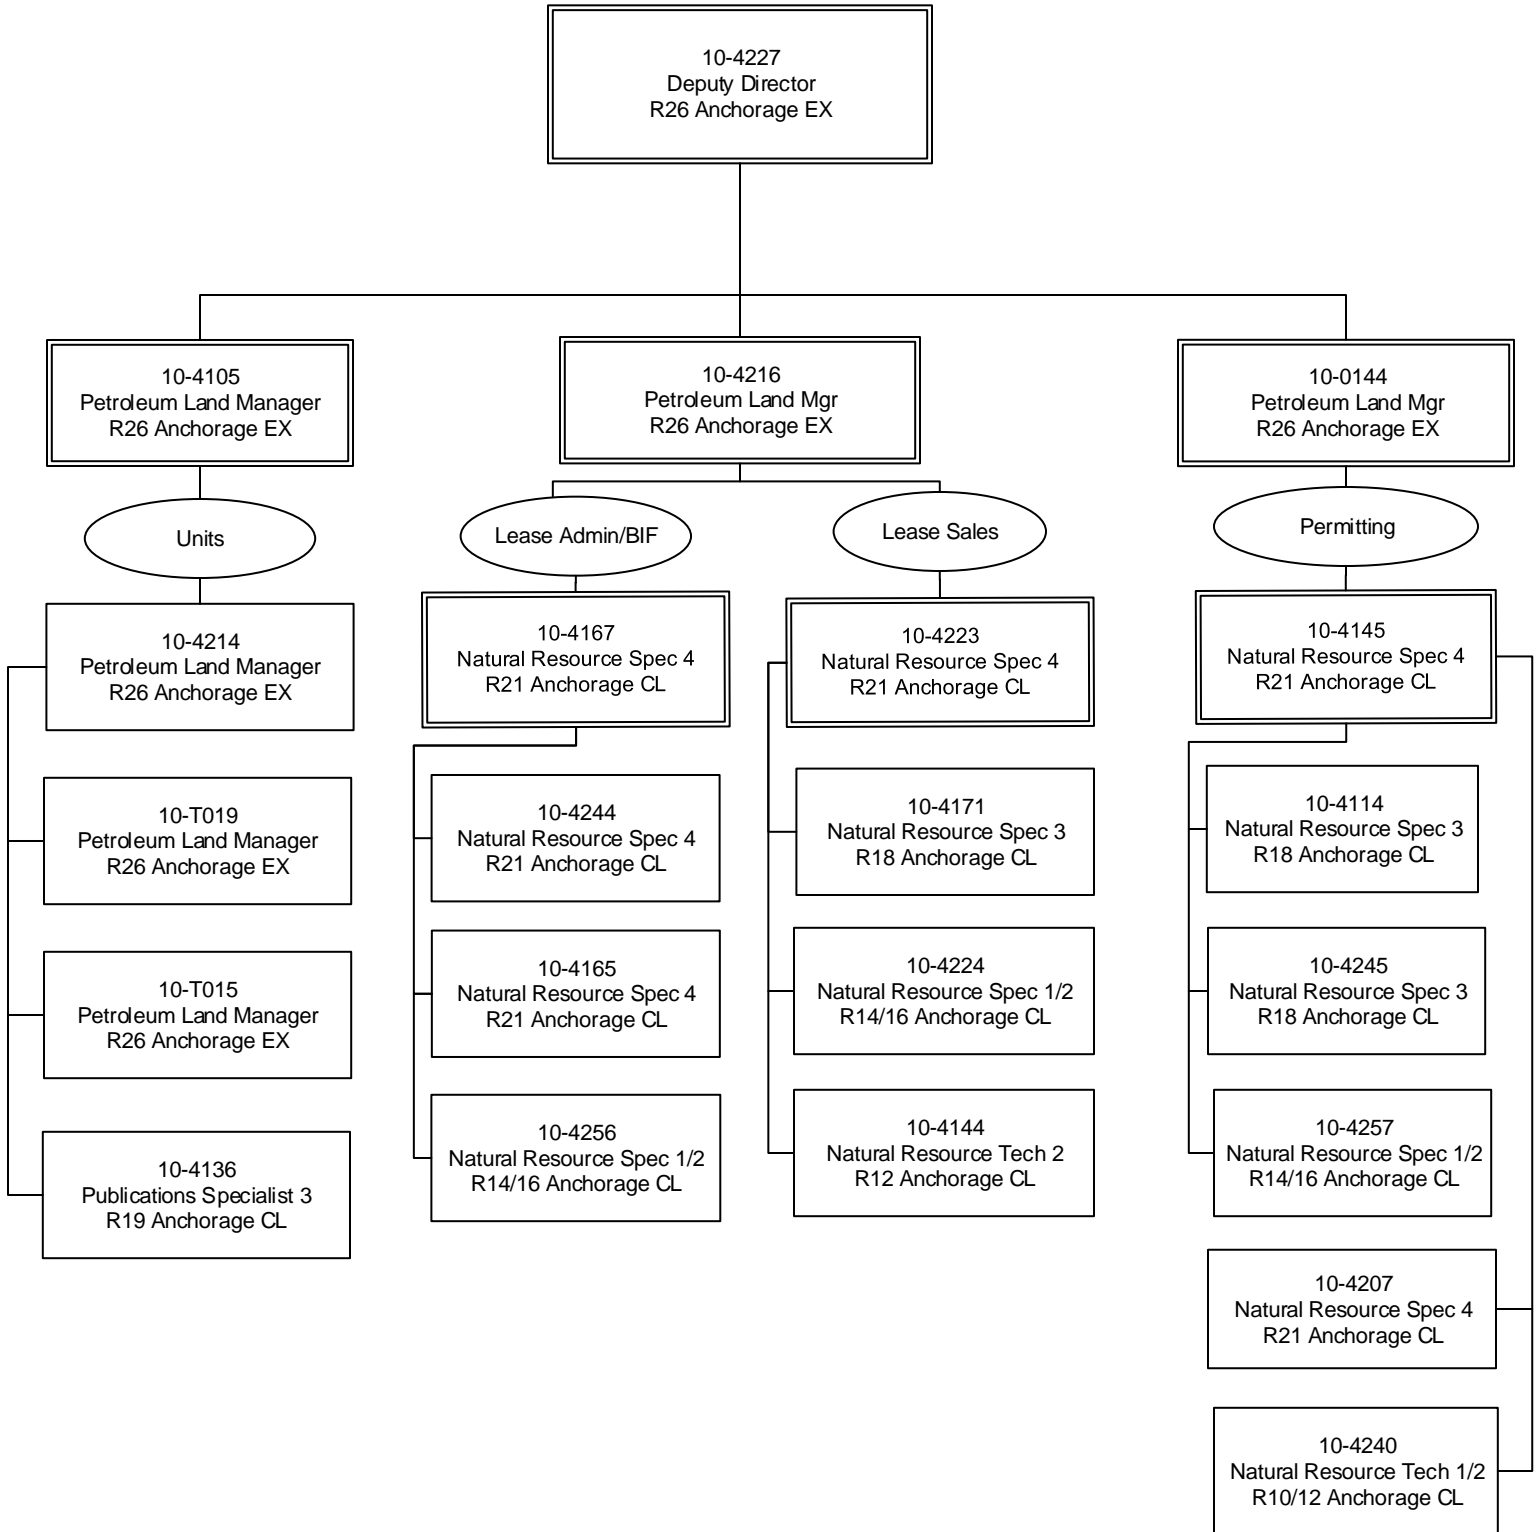 10-4227
Deputy Director
R26 Anchorage EX
10-4105
Petroleum Land Manager
R26 Anchorage EX
10-4216
Petroleum Land Mgr
R26 Anchorage EX
10-0144
Petroleum Land Mgr
R26 Anchorage EX
Units
Lease Admin/BIF
Lease Sales
Permitting
10-4214
Petroleum Land Manager
R26 Anchorage EX
10-T019
Petroleum Land Manager
R26 Anchorage EX
10-T015
Petroleum Land Manager
R26 Anchorage EX
10-4136
Publications Specialist 3
R19 Anchorage CL
10-4167
Natural Resource Spec 4
R21 Anchorage CL
10-4244
Natural Resource Spec 4
R21 Anchorage CL
10-4165
Natural Resource Spec 4
R21 Anchorage CL
10-4256
Natural Resource Spec 1/2
R14/16 Anchorage CL
10-4223
Natural Resource Spec 4
R21 Anchorage CL
10-4171
Natural Resource Spec 3
R18 Anchorage CL
10-4224
Natural Resource Spec 1/2
R14/16 Anchorage CL
10-4144
Natural Resource Tech 2
R12 Anchorage CL
10-4145
Natural Resource Spec 4
R21 Anchorage CL
10-4114
Natural Resource Spec 3
R18 Anchorage CL
10-4245
Natural Resource Spec 3
R18 Anchorage CL
10-4257
Natural Resource Spec 1/2
R14/16 Anchorage CL
10-4207
Natural Resource Spec 4
R21 Anchorage CL
10-4240
Natural Resource Tech 1/2
R10/12 Anchorage CL